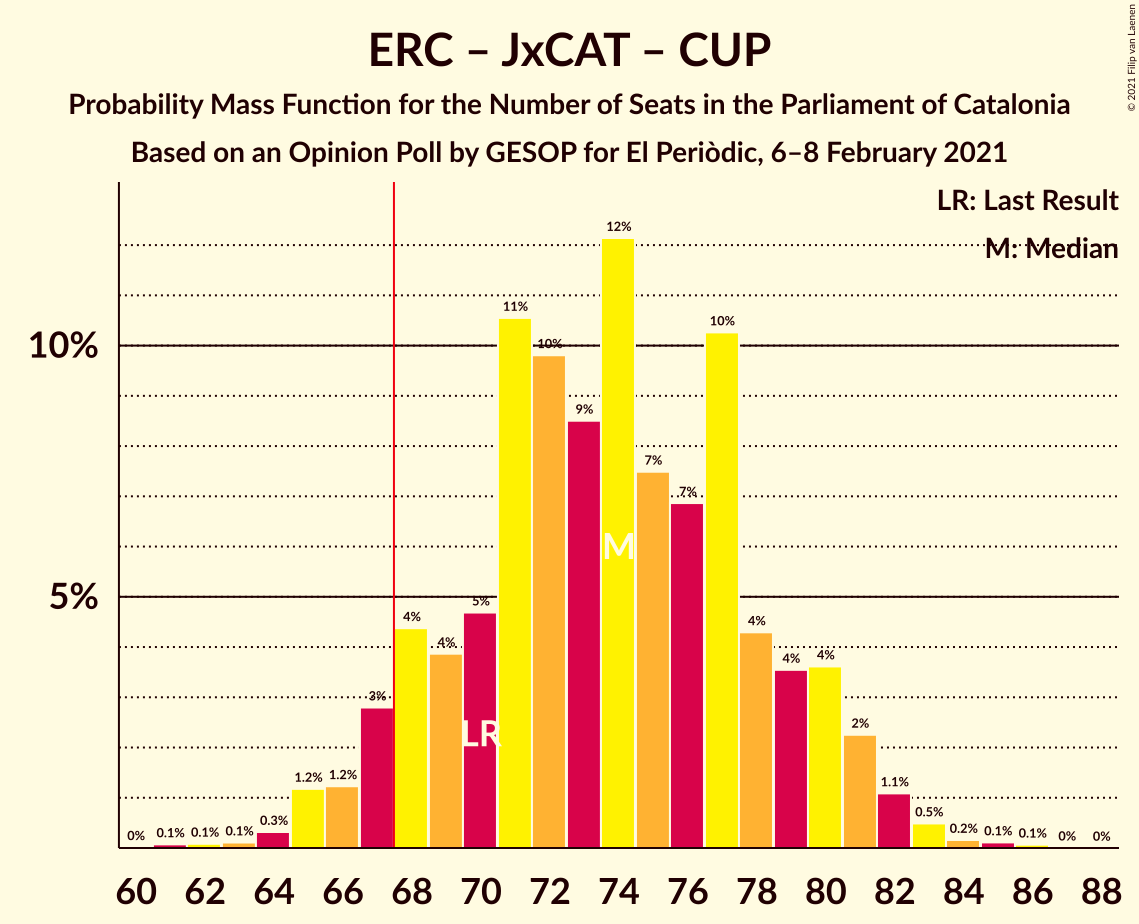 ERC – JxCAT – CUP
Probability Mass Function for the Number of Seats in the Parliament of Catalonia
Based on an Opinion Poll by GESOP for El Periòdic, 6–8 February 2021
© 2021 Filip van Laenen
LR: Last Result
M: Median
10%
5%
0% 0.1% 0.1% 0.1% 0.3% 1.2% 1.2% 3% 4% 4% 5% 11% 10% 9% 12% 7% 7% 10% 4% 4% 4% 2% 1.1% 0.5% 0.2% 0.1% 0.1% 0% 0%
M
LR
60 62 64 66 68 70 72 74 76 78 80 82 84 86 88